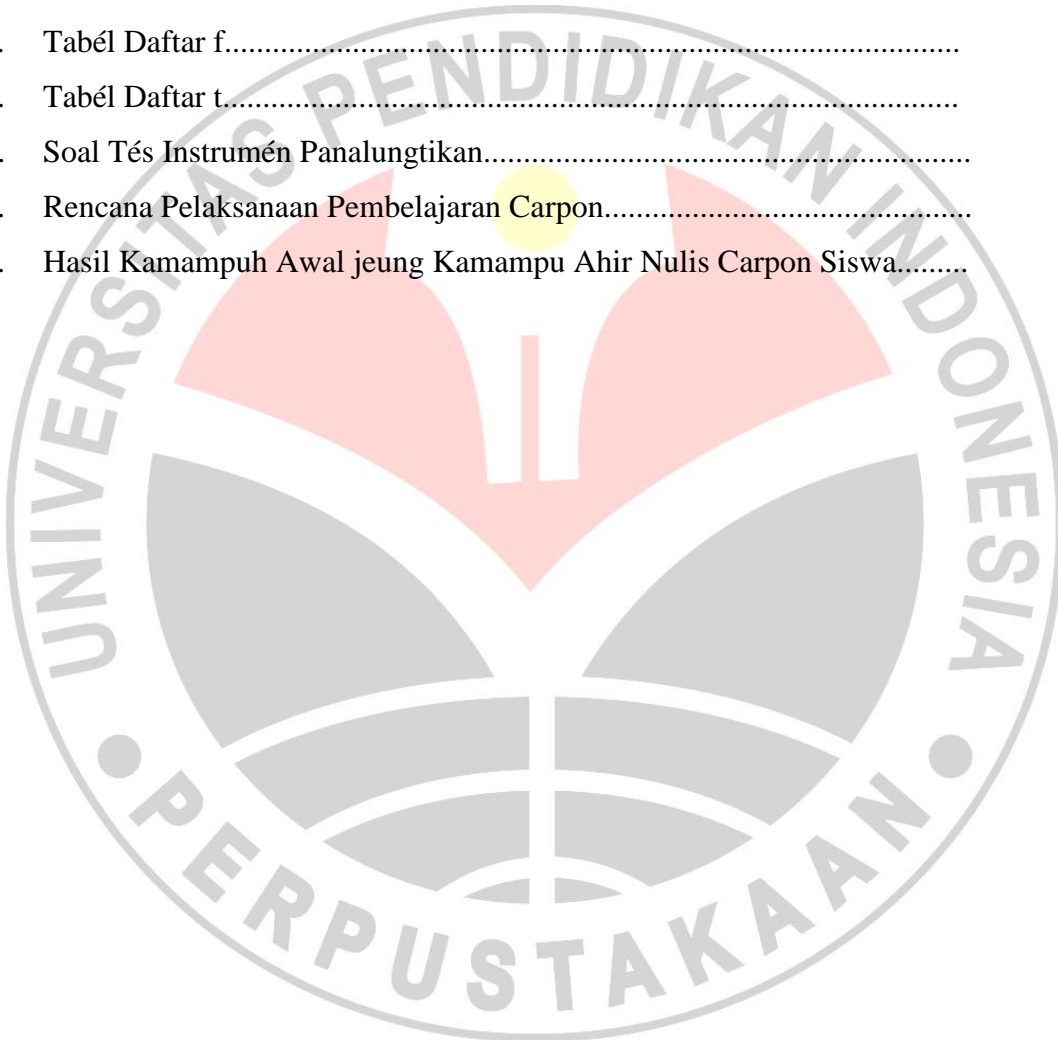 . Tabél Daftar f...........................................................................................
. Tabél Daftar t...........................................................................................
. Soal Tés Instrumén Panalungtikan............................................................
. Rencana Pelaksanaan Pembelajaran Carpon.............................................
. Hasil Kamampuh Awal jeung Kamampu Ahir Nulis Carpon Siswa.........
UNIVERSITAS PENDIDIKAN INDONESIA
PERPUSTAKAAN